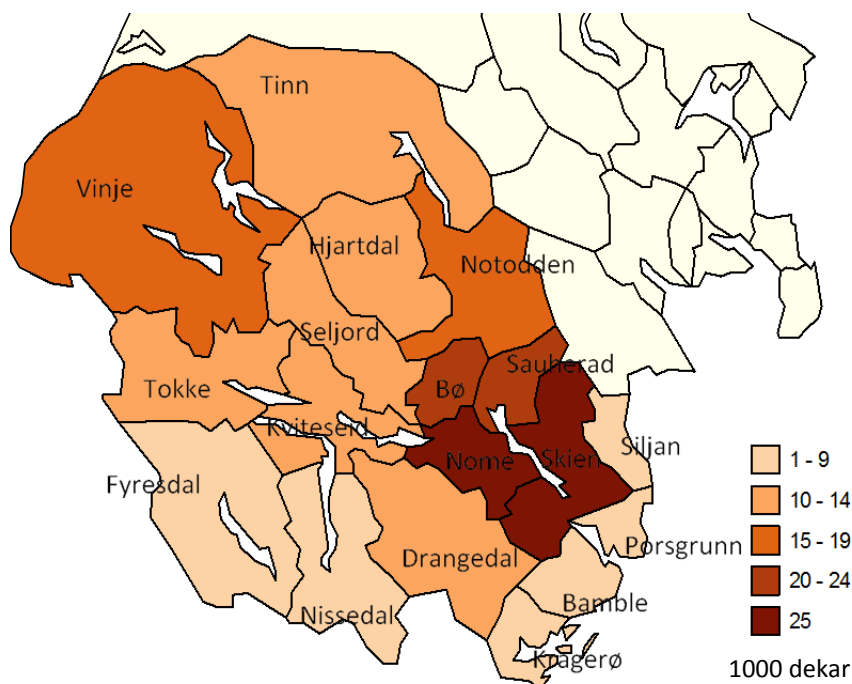 Tinn
Vinje
Hjartdal
Notodden
Seljord
Sauherad
Tokke
Bø
Kviteseid
Siljan
Nome
Skien
Fyresdal
Porsgrunn
Drangedal
Bamble
Nissedal
Kragerø
1 - 9
10 - 14
15 - 19
20 - 24
25
1000 dekar